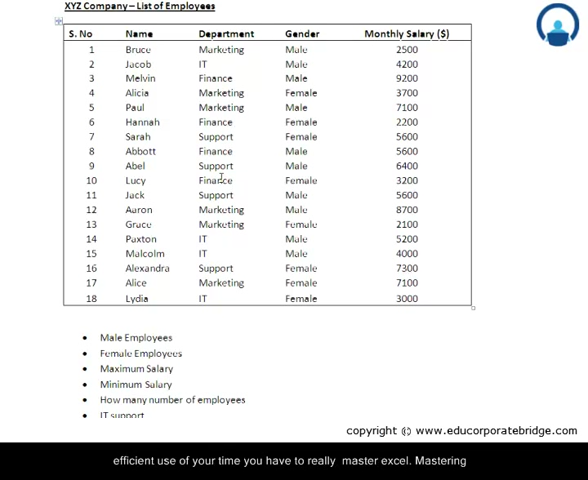 XYZ Company – List of Employees
S. No Name Department Gender Monthly Salary ($)
1 Bruce Marketing Male 2500
2 Jacob IT Male 4200
3 Melvin Finance Male 9200
4 Alicia Marketing Female 3700
5 Paul Marketing Male 7100
6 Hannah Finance Female 2200
7 Sarah Support Female 5600
8 Abbott Finance Male 5600
9 Abel Support Male 6400
10 Lucy Finance Female 3200
11 Jack Support Male 5600
12 Aaron Marketing Male 8700
13 Grace Marketing Female 2100
14 Paxton IT Male 5200
15 Malcolm IT Male 4000
16 Alexandra Support Female 7300
17 Alice Marketing Female 7100
18 Lydia IT Female 3000
• Male Employees
• Female Employees
• Maximum Salary
• Minimum Salary
• How many number of employees
• IT support
copyright © www.educorporatebridge.com
efficient use of your time you have to really master excel. Mastering